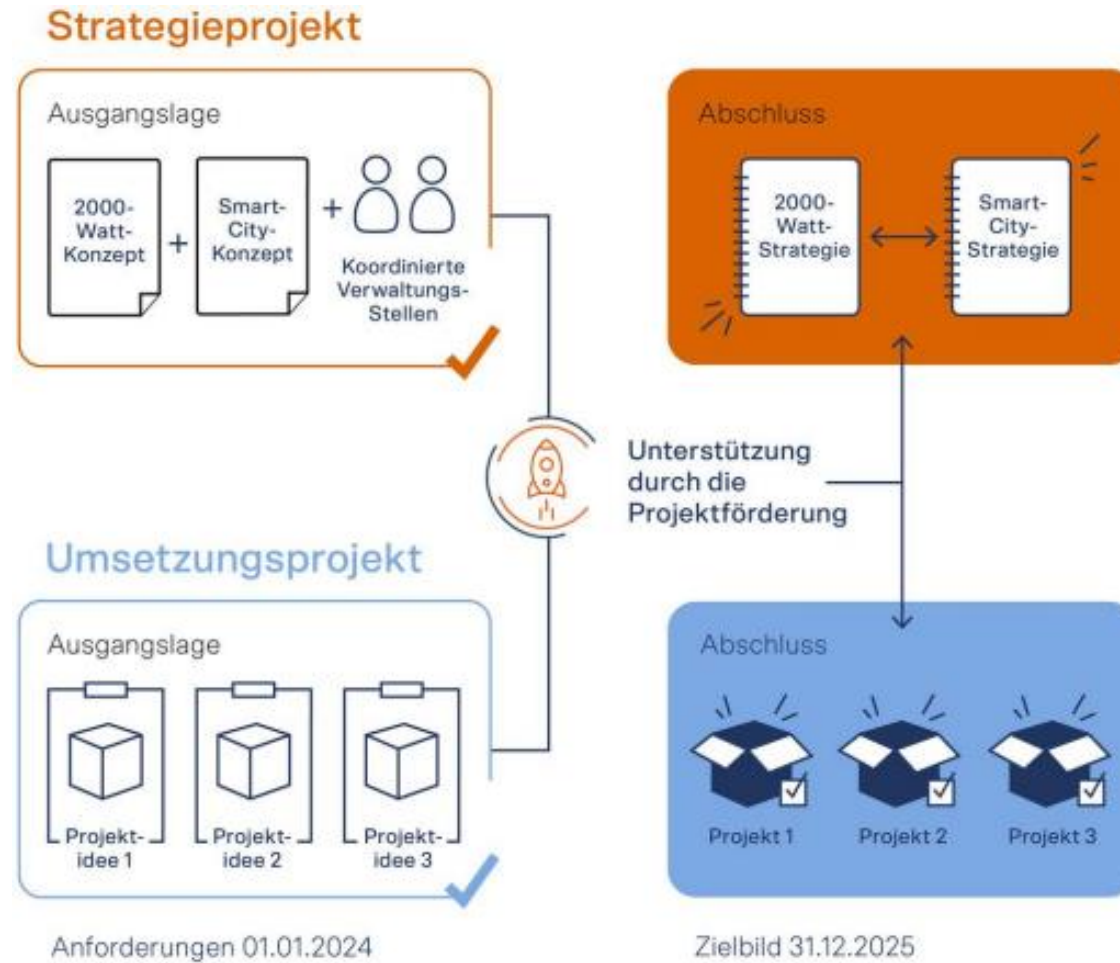 Strategieprojekt
Ausgangslage
2000-
Watt-
Konzept
+
Smart-
City-
Konzept
+
Koordinierte
Verwaltungs-
Stellen
Abschluss
2000-
Watt-
Strategie
Smart-
City-
Strategie
Unterstützung
durch die
Projektförderung
Umsetzungsprojekt
Ausgangslage
Projekt-
idee 1
Projekt-
idee 2
Projekt-
idee 3
Abschluss
Projekt 1
Projekt 2
Projekt 3
Anforderungen 01.01.2024
Zielbild 31.12.2025